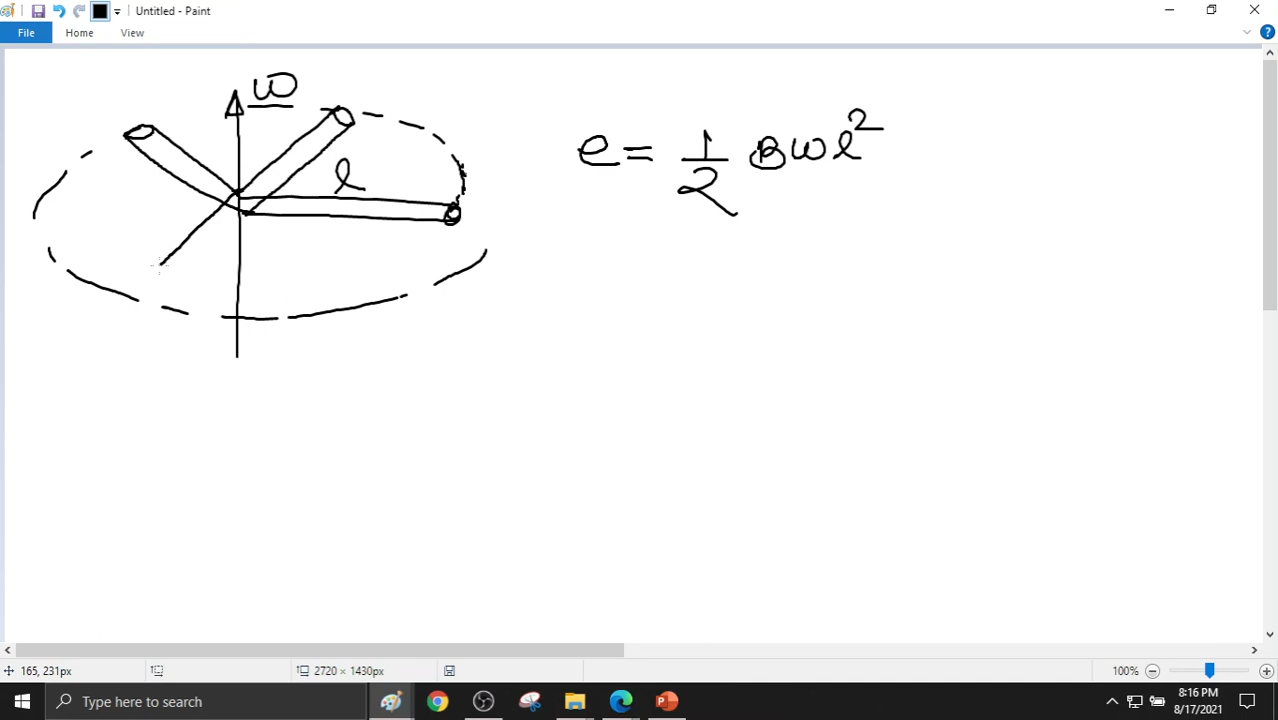 Untitled - Paint
File Home View
ω
l
e = 1/2 Bωl²
165, 231px
2720 × 1430px
100%
Type here to search
8:16 PM
8/17/2021